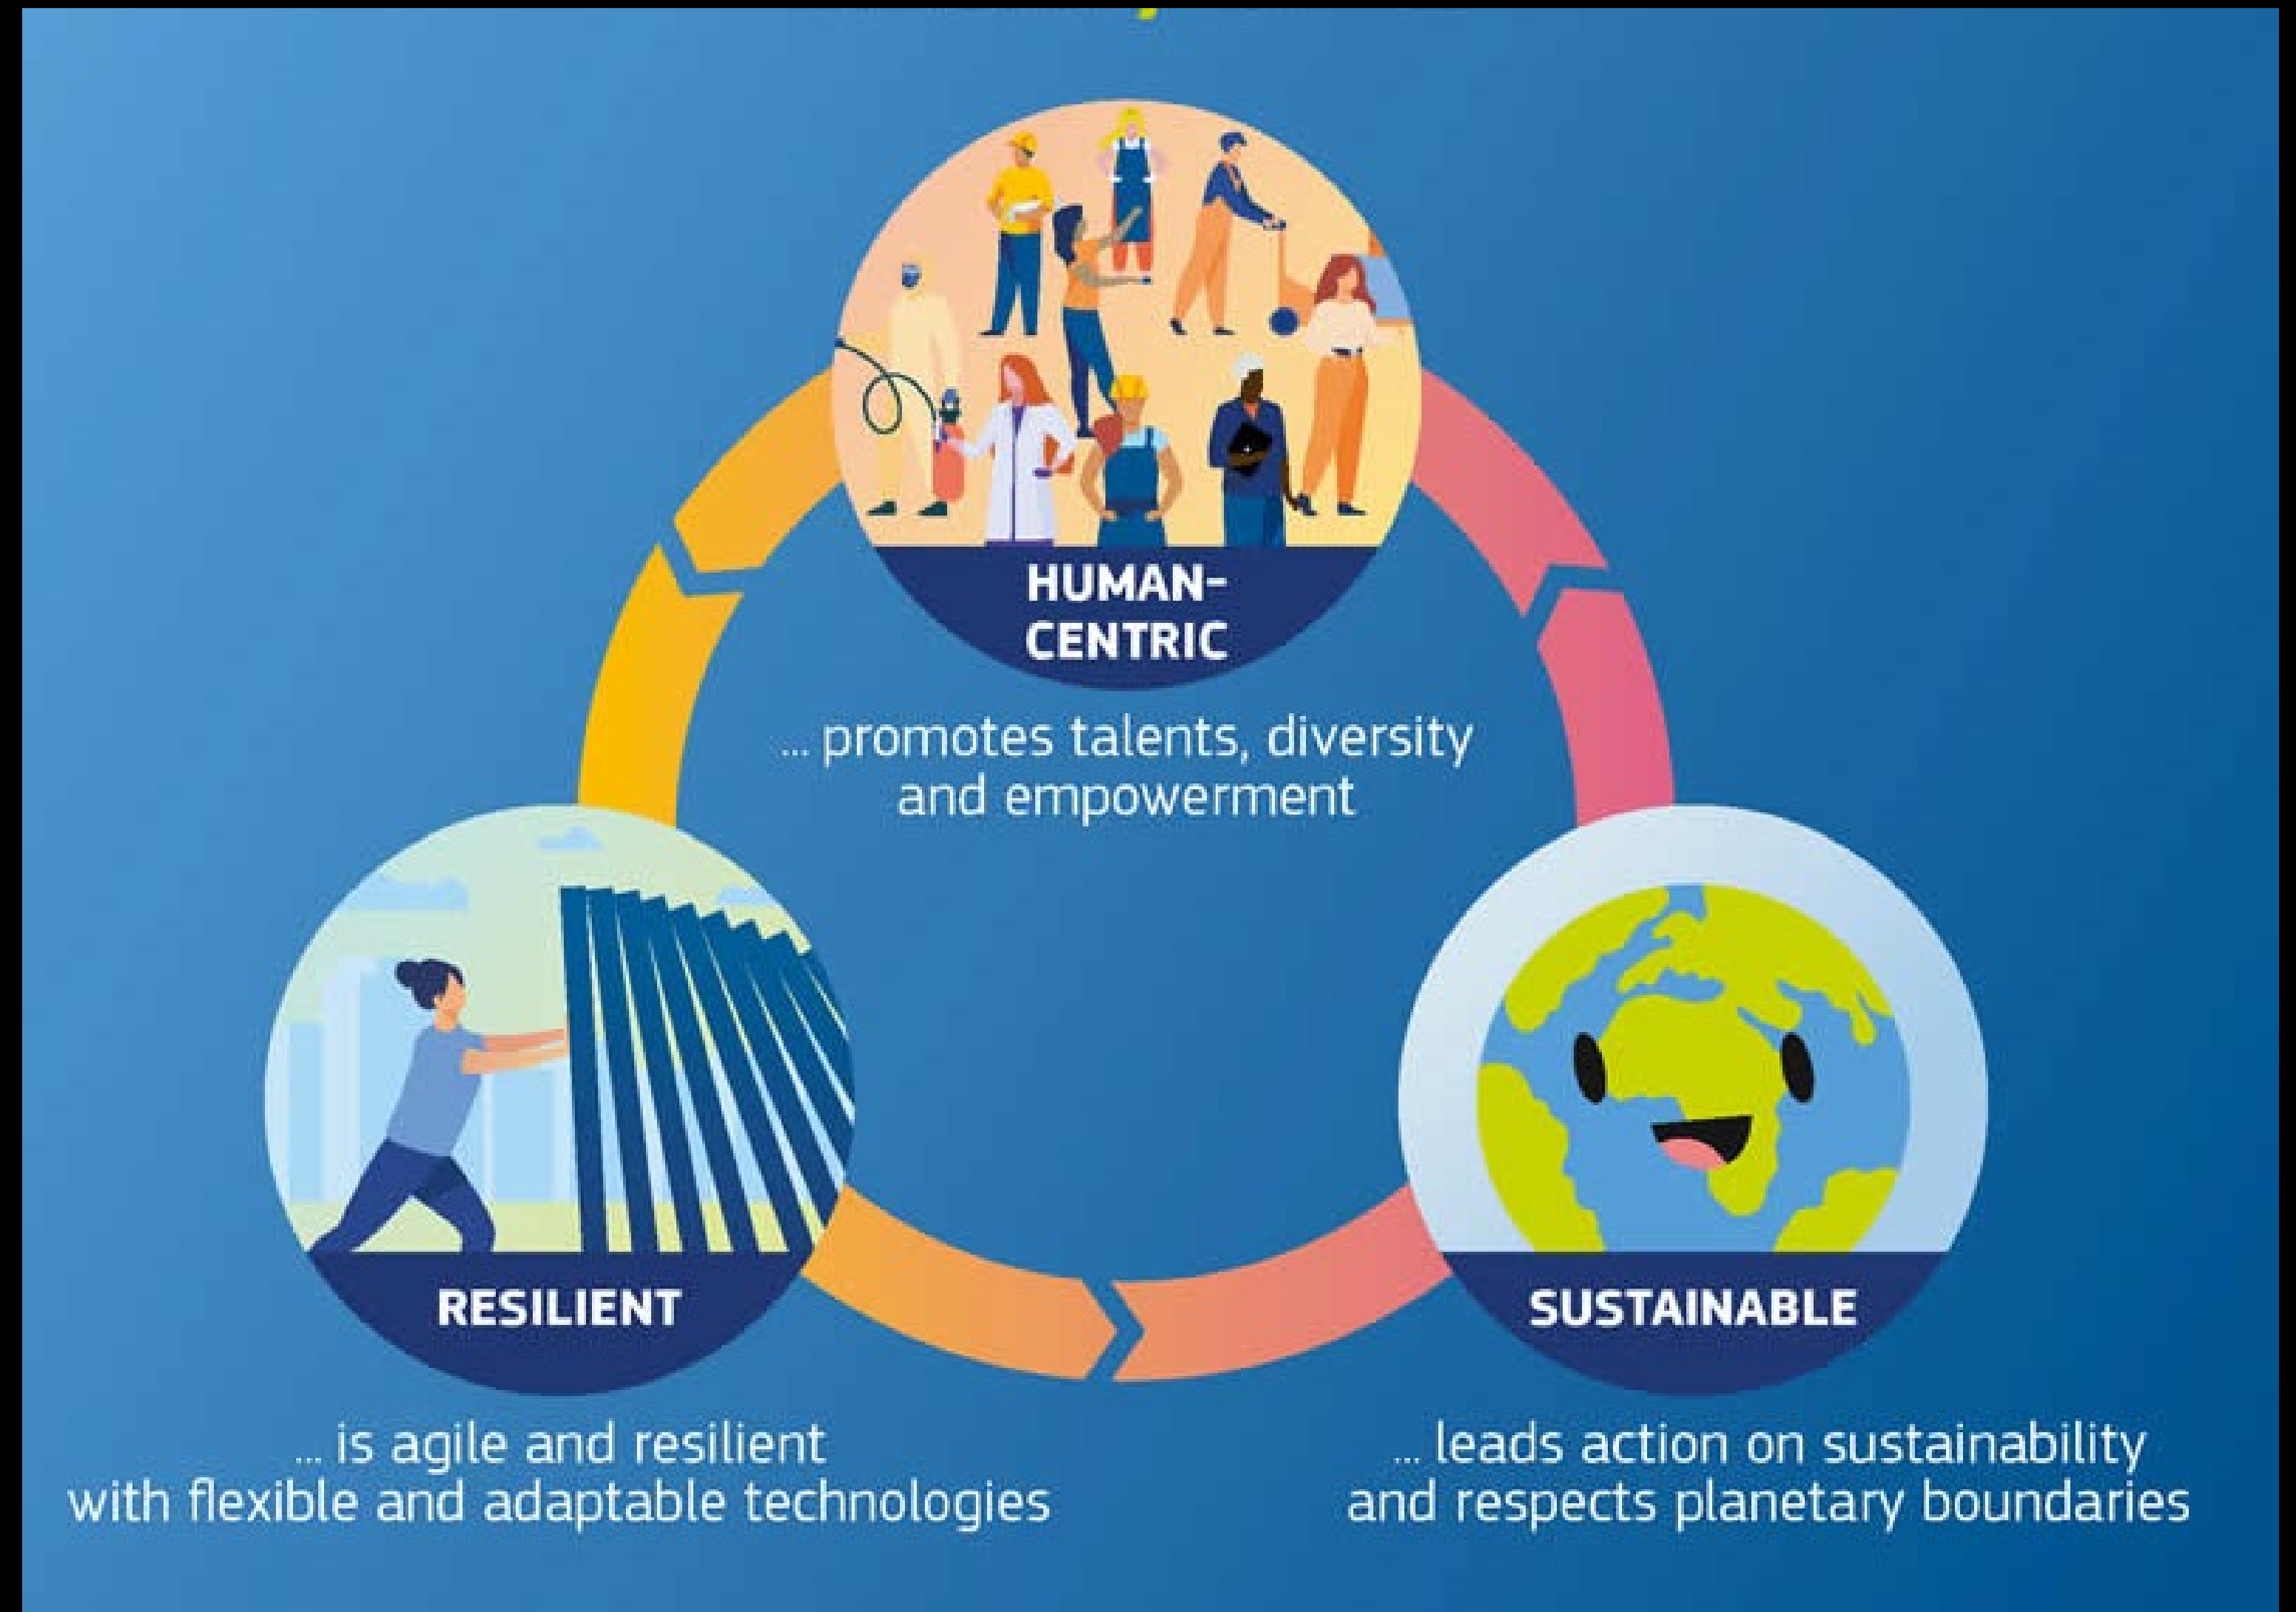 HUMAN-
CENTRIC
... promotes talents, diversity
and empowerment
RESILIENT
... is agile and resilient
with flexible and adaptable technologies
SUSTAINABLE
... leads action on sustainability
and respects planetary boundaries